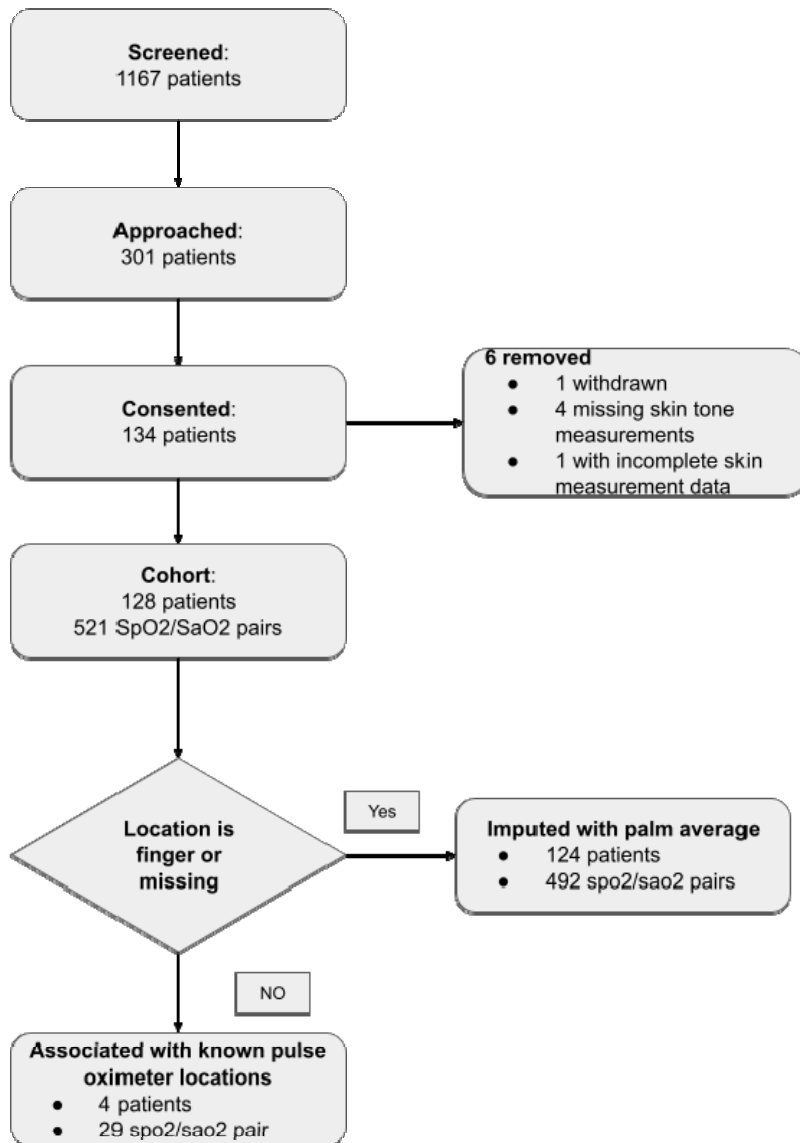 Screened:
1167 patients
Approached:
301 patients
Consented:
134 patients
6 removed
● 1 withdrawn
● 4 missing skin tone
measurements
● 1 with incomplete skin
measurement data
Cohort:
128 patients
521 SpO2/SaO2 pairs
Location is
finger or
missing
Yes
Imputed with palm average
● 124 patients
● 492 spo2/sao2 pairs
NO
Associated with known pulse
oximeter locations
● 4 patients
● 29 spo2/sao2 pair